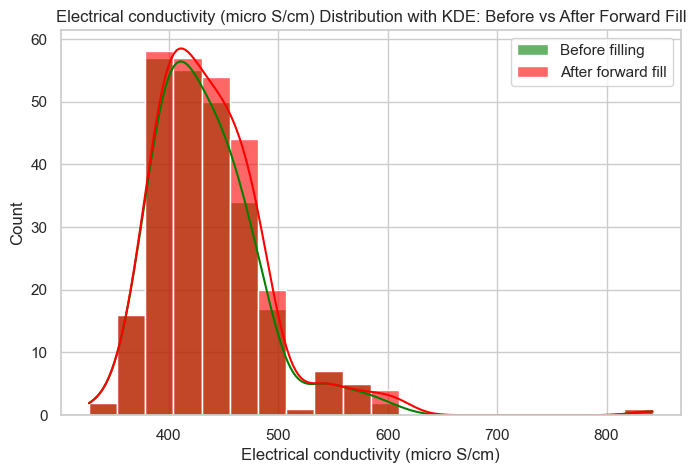 Electrical conductivity (micro S/cm) Distribution with KDE: Before vs After Forward Fill
Before filling
After forward fill
Count
60
50
40
30
20
10
0
400
500
600
700
800
Electrical conductivity (micro S/cm)